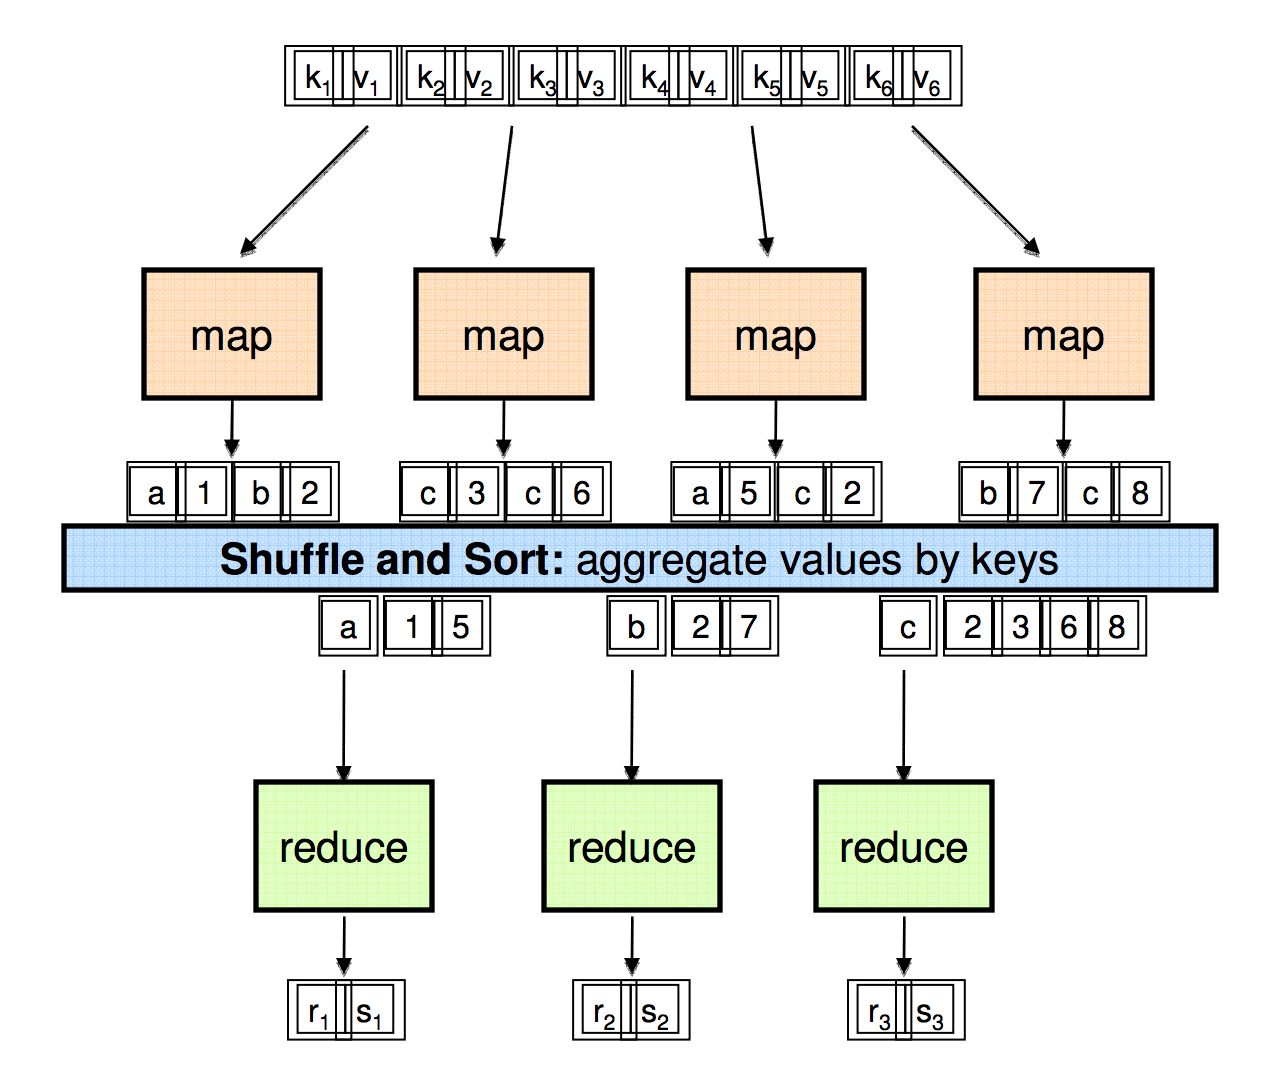 k1 v1 k2 v2 k3 v3 k4 v4 k5 v5 k6 v6
map map map map
a 1 b 2 c 3 c 6 a 5 c 2 b 7 c 8
Shuffle and Sort: aggregate values by keys
a 1 5 b 2 7 c 2 3 6 8
reduce reduce reduce
r1 s1 r2 s2 r3 s3